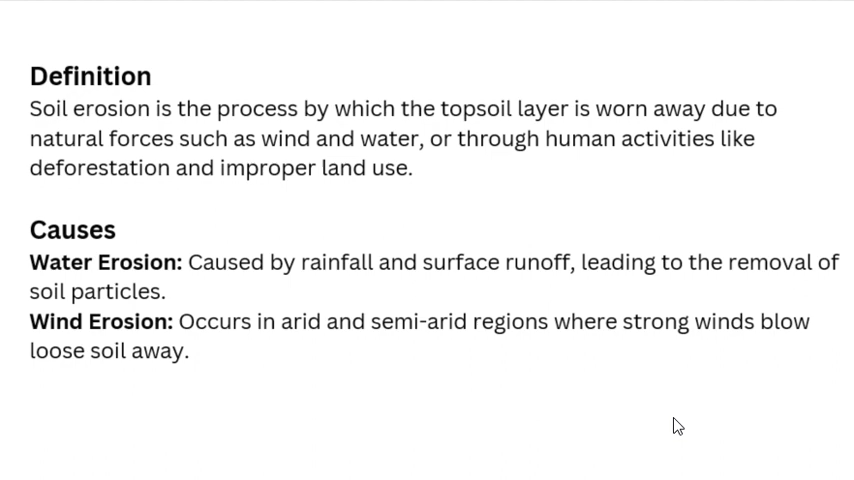 Definition
Soil erosion is the process by which the topsoil layer is worn away due to
natural forces such as wind and water, or through human activities like
deforestation and improper land use.
Causes
Water Erosion: Caused by rainfall and surface runoff, leading to the removal of
soil particles.
Wind Erosion: Occurs in arid and semi-arid regions where strong winds blow
loose soil away.